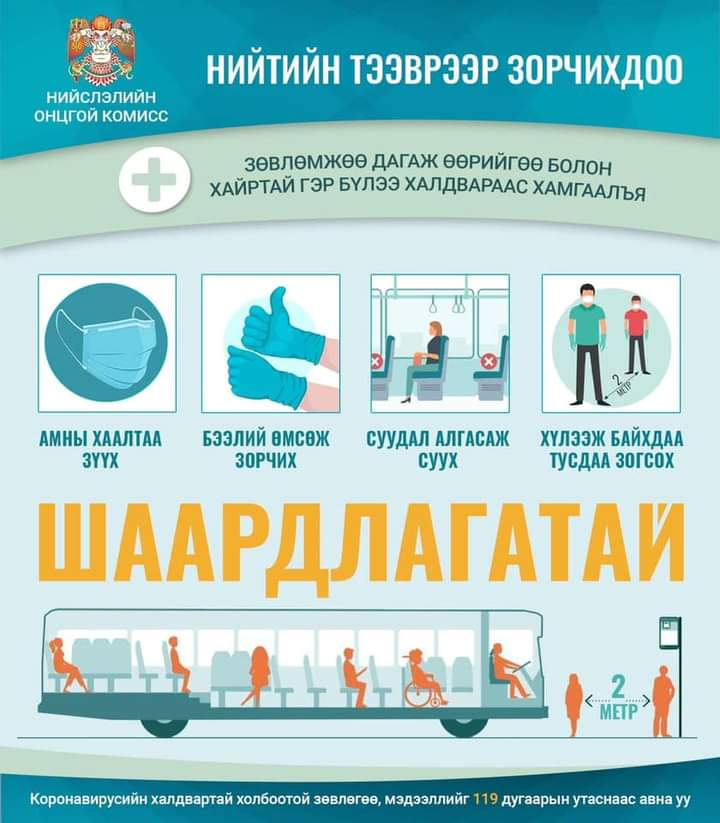 НИЙСЛЭЛИЙН
ОНЦГОЙ КОМИСС
НИЙТИЙН ТЭЭВРЭЭР ЗОРЧИХДОО
ЗӨВЛӨМЖӨӨ ДАГАЖ ӨӨРИЙГӨӨ БОЛОН
ХАЙРТАЙ ГЭР БҮЛЭЭ ХАЛДВАРААС ХАМГААЛЪЯ
2
МЕТР
АМНЫ ХААЛТАА
ЗҮҮХ
БЭЭЛИЙ ӨМСӨЖ
ЗОРЧИХ
СУУДАЛ АЛГАСАЖ
СУУХ
ХҮЛЭЭЖ БАЙХДАА
ТУСДАА ЗОГСОХ
ШААРДЛАГАТАЙ
2
МЕТР
Коронавирусийн халдвартай холбоотой зөвлөгөө, мэдээллийг 119 дугаарын утаснаас авна уу